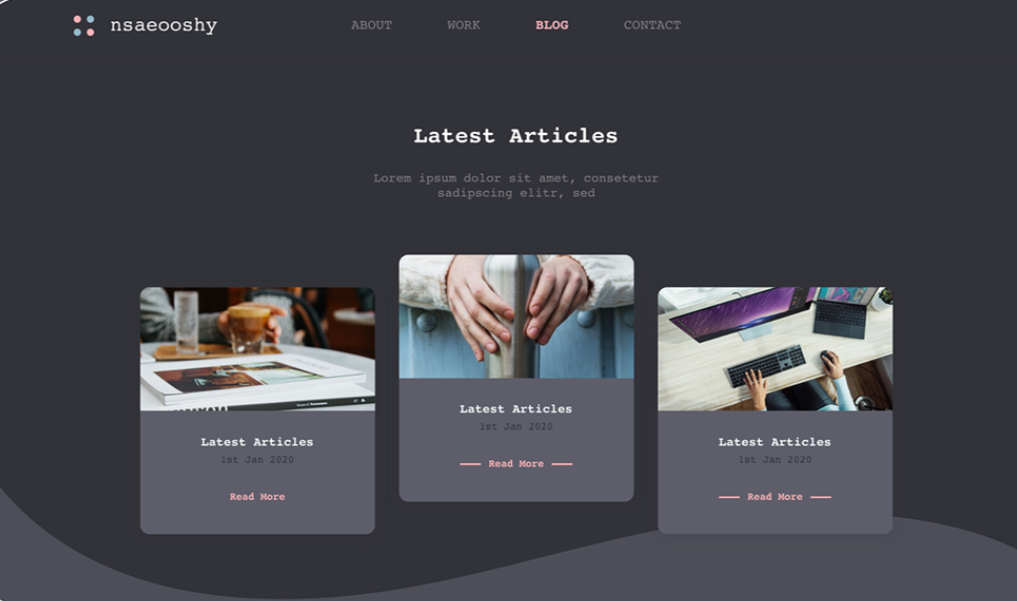 nsaeooshy
ABOUT WORK BLOG CONTACT
Latest Articles
Lorem ipsum dolor sit amet, consetetur
sadipscing elitr, sed
Latest Articles
1st Jan 2020
Read More
Latest Articles
1st Jan 2020
Read More
Latest Articles
1st Jan 2020
Read More